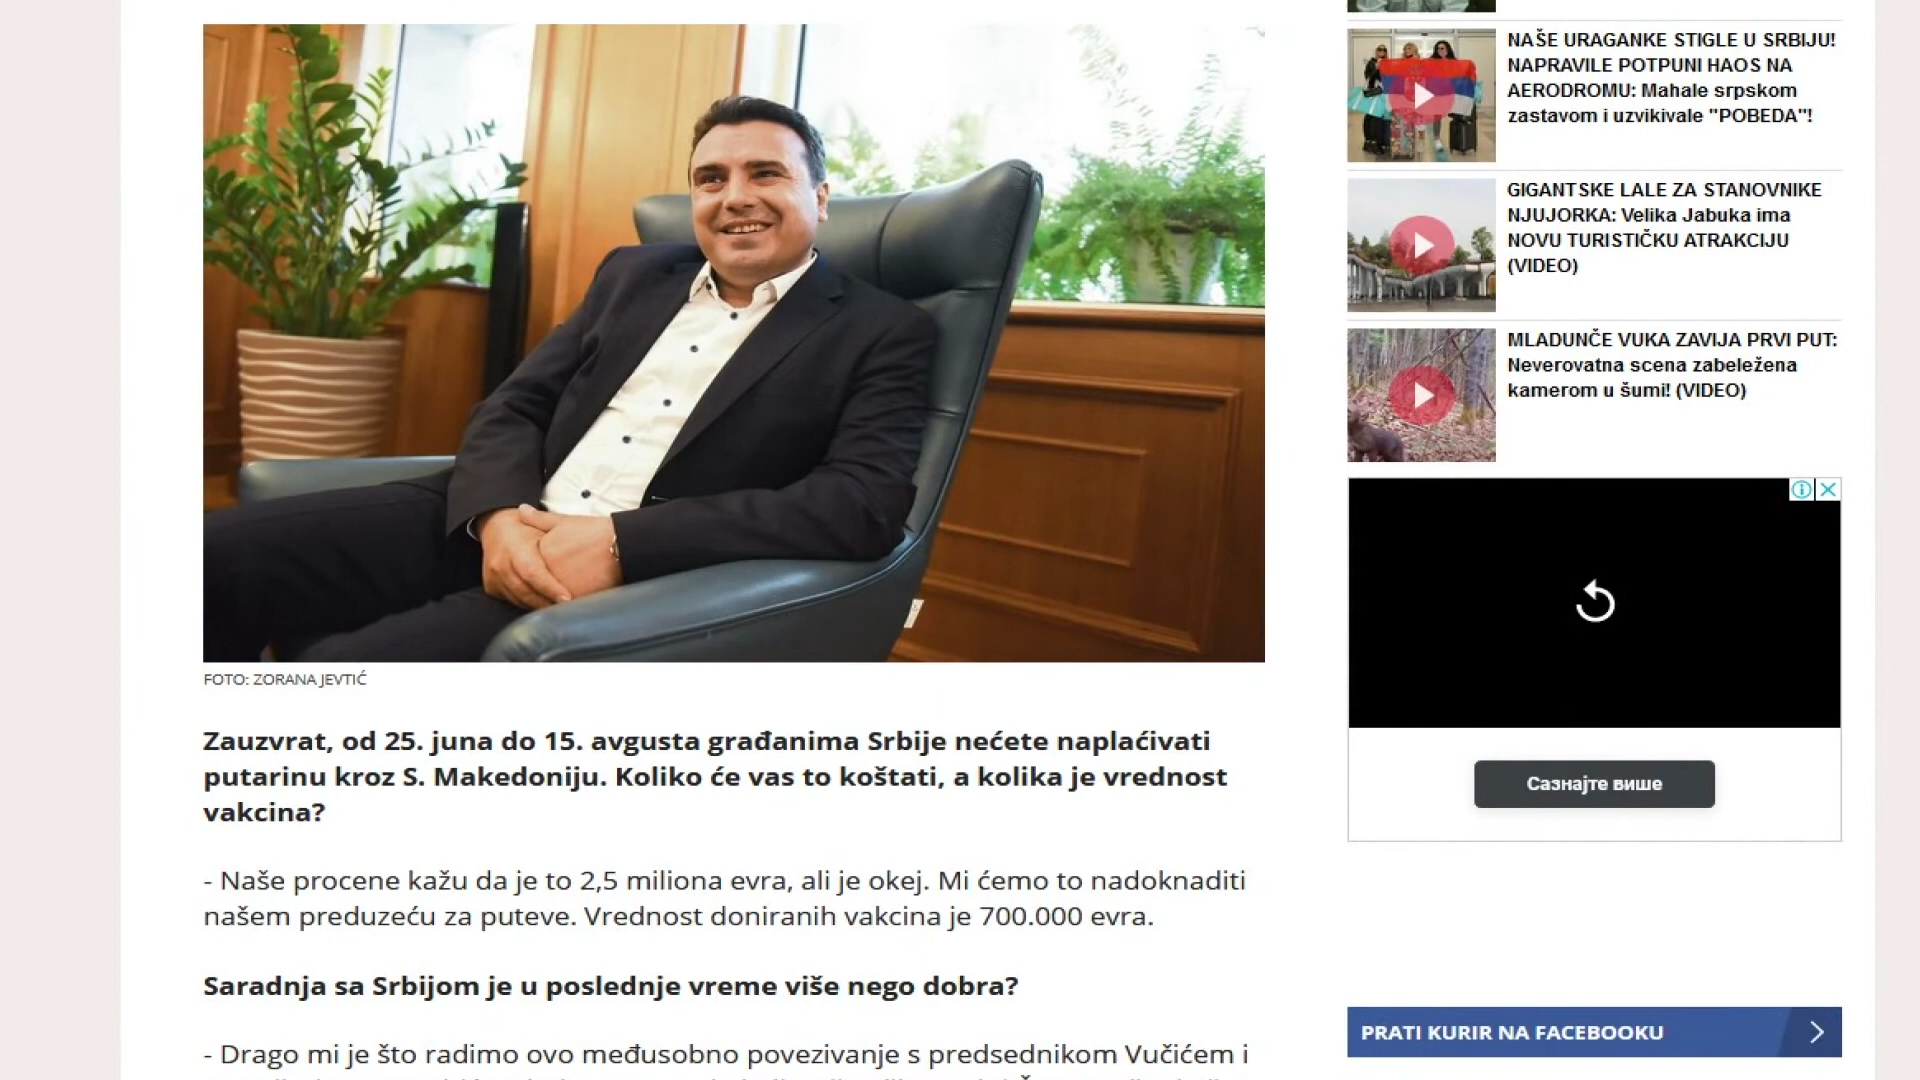 FOTO: ZORANA JEVTIĆ
Zauzvrat, od 25. juna do 15. avgusta građanima Srbije nećete naplaćivati
putarinu kroz S. Makedoniju. Koliko će vas to koštati, a kolika je vrednost
vakcina?
- Naše procene kažu da je to 2,5 miliona evra, ali je okej. Mi ćemo to nadoknaditi
našem preduzeću za puteve. Vrednost doniranih vakcina je 700.000 evra.
Saradnja sa Srbijom je u poslednje vreme više nego dobra?
- Drago mi je što radimo ovo međusobno povezivanje s predsednikom Vučićem i
NAŠE URAGANKE STIGLE U SRBIJU!
NAPRAVILE POTPUNI HAOS NA
AERODROMU: Mahale srpskom
zastavom i uzvikivale "POBEDA"!
GIGANTSKE LALE ZA STANOVNIKE
NJUJORKA: Velika Jabuka ima
NOVU TURISTIČKU ATRAKCIJU
(VIDEO)
MLADUNČE VUKA ZAVIJA PRVI PUT:
Neverovatna scena zabeležena
kamerom u šumi! (VIDEO)
Сазнајте више
PRATI KURIR NA FACEBOOKU